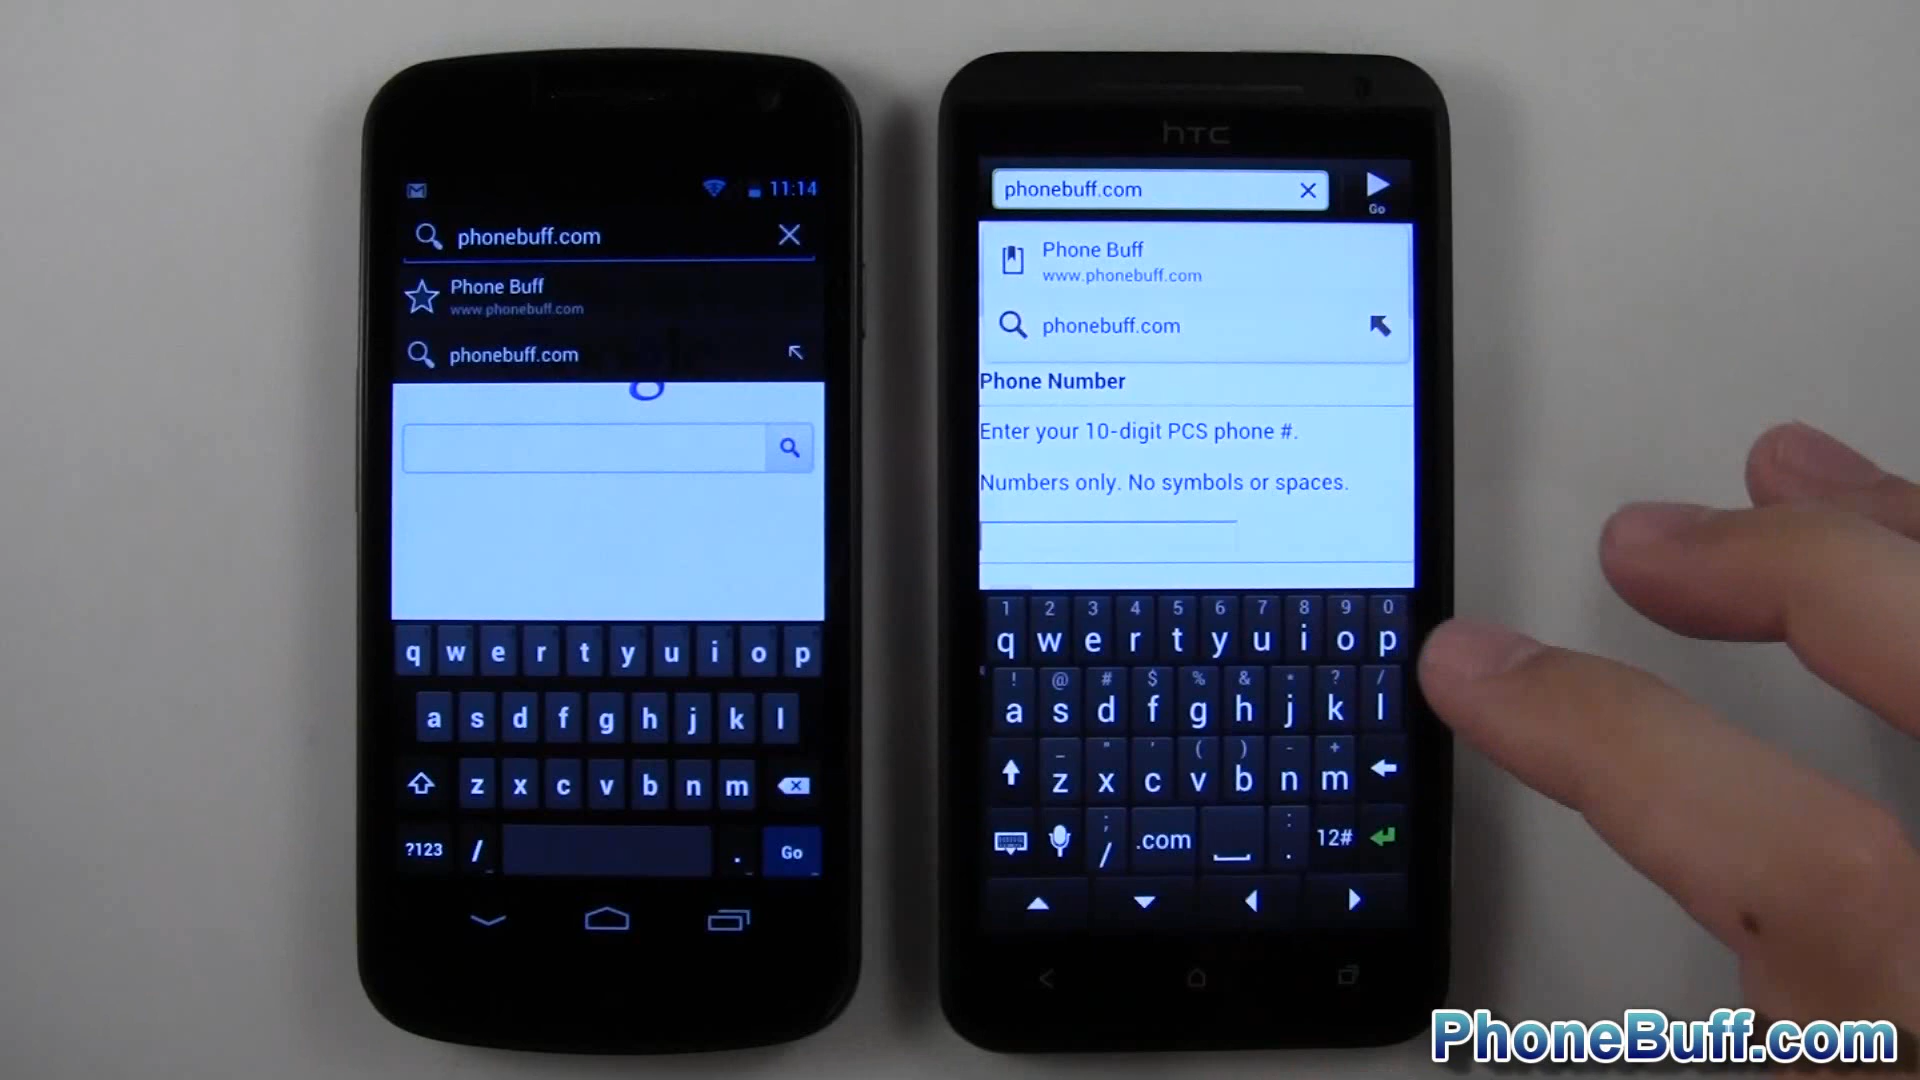 11:14
phonebuff.com
Phone Buff
www.phonebuff.com
phonebuff.com
g
q w e r t y u i o p
a s d f g h j k l
z x c v b n m
?123 / . Go
htc
phonebuff.com
Go
Phone Buff
www.phonebuff.com
phonebuff.com
Phone Number
Enter your 10-digit PCS phone #.
Numbers only. No symbols or spaces.
1 2 3 4 5 6 7 8 9 0
q w e r t y u i o p
! @ # $ % & * ? /
a s d f g h j k l
_ " ' ( ) - +
z x c v b n m
; :
/ .com . 12#
PhoneBuff.com